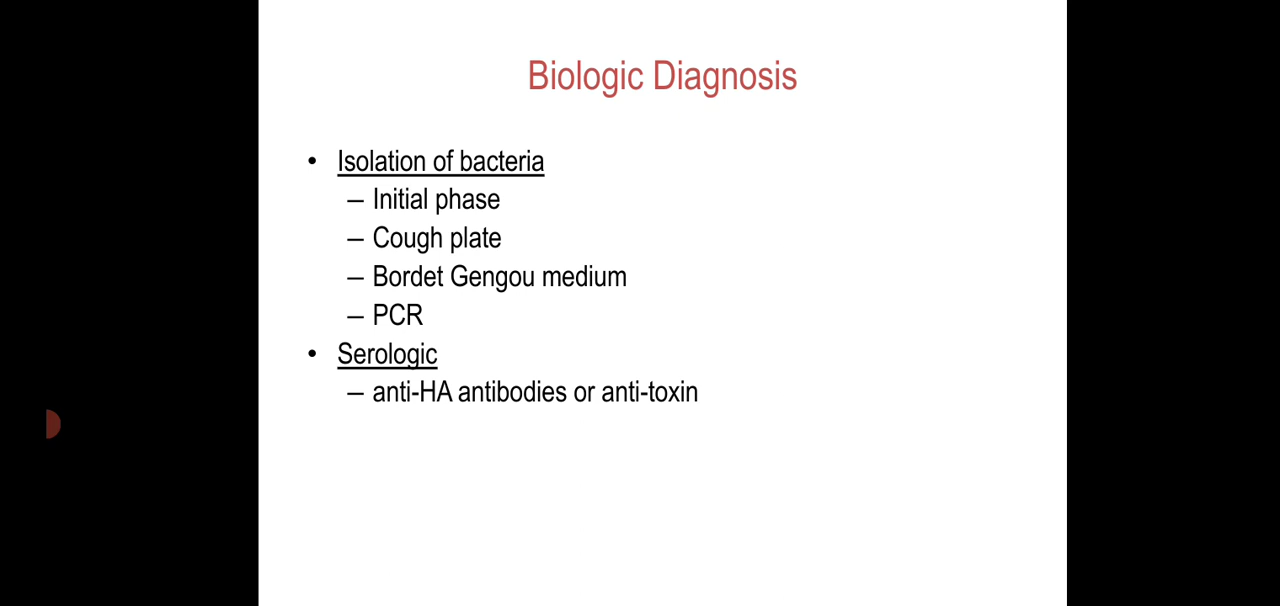 Biologic Diagnosis
• Isolation of bacteria
– Initial phase
– Cough plate
– Bordet Gengou medium
– PCR
• Serologic
– anti-HA antibodies or anti-toxin